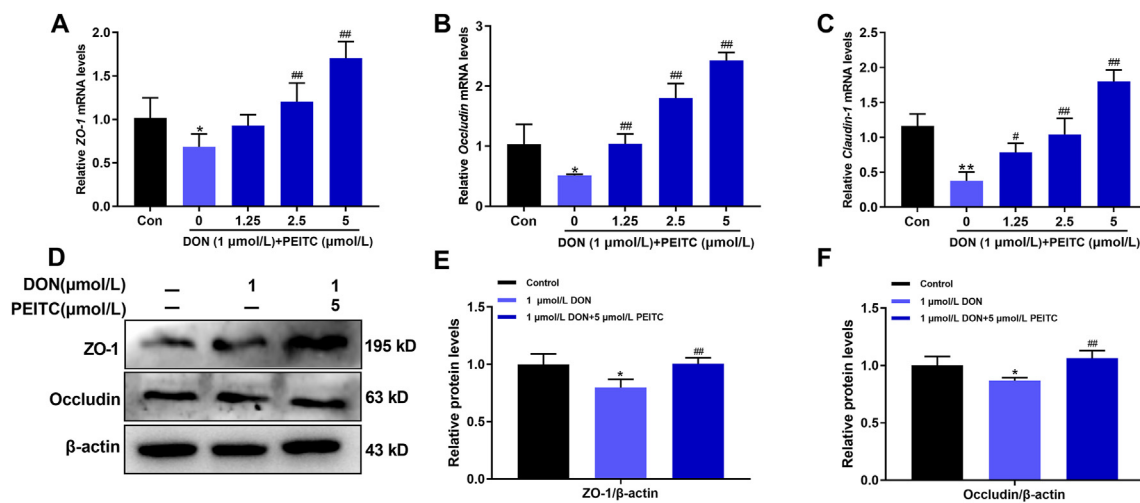 A
Relative ZO-1 mRNA levels
2.0
1.5
1.0
0.5
0.0
*
##
##
Con
0
1.25
2.5
5
DON (1 μmol/L)+PEITC (μmol/L)
B
Relative Occludin mRNA levels
3
2
1
0
*
##
##
##
Con
0
1.25
2.5
5
DON (1 μmol/L)+PEITC (μmol/L)
C
Relative Claudin-1 mRNA levels
2.5
2.0
1.5
1.0
0.5
0.0
**
#
##
##
Con
0
1.25
2.5
5
DON (1 μmol/L)+PEITC (μmol/L)
D
DON(μmol/L) — 1 1
PEITC(μmol/L) — — 5
ZO-1 195 kD
Occludin 63 kD
β-actin 43 kD
E
Control
1 μmol/L DON
1 μmol/L DON+5 μmol/L PEITC
Relative protein levels
1.5
1.0
0.5
0.0
*
##
ZO-1/β-actin
F
Control
1 μmol/L DON
1 μmol/L DON+5 μmol/L PEITC
Relative protein levels
1.5
1.0
0.5
0.0
*
##
Occludin/β-actin